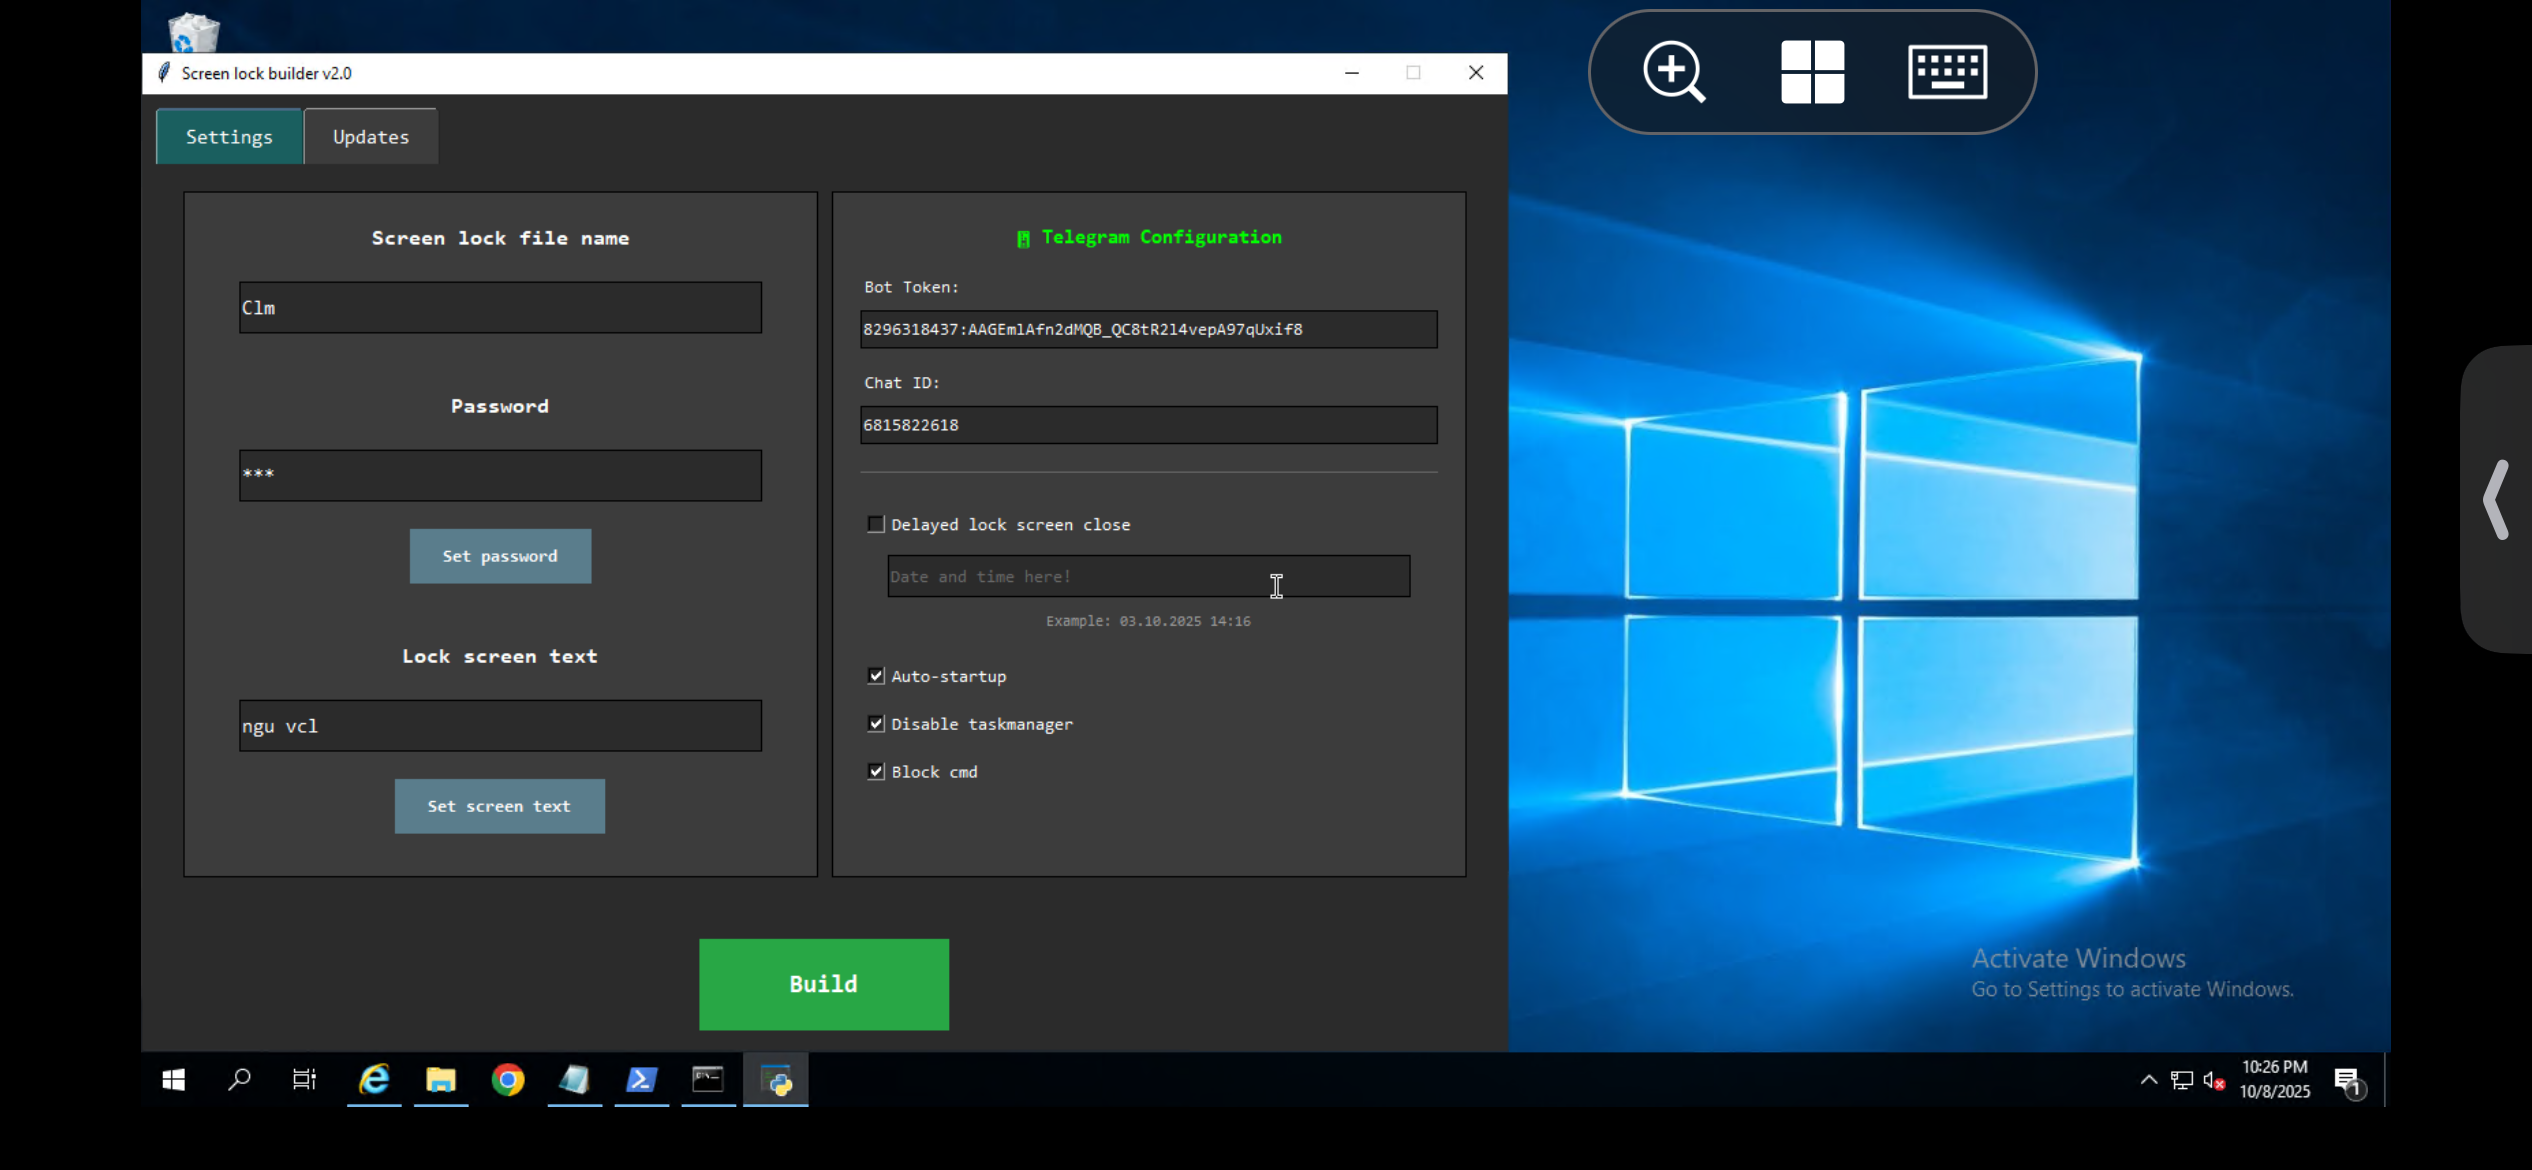 Screen lock builder v2.0
Settings
Updates
Screen lock file name
Clm
Password
***
Set password
Lock screen text
ngu vcl
Set screen text
Telegram Configuration
Bot Token:
8296318437:AAGEmlAfn2dMQB_QC8tR2l4vepA97qUxif8
Chat ID:
6815822618
Delayed lock screen close
Date and time here!
Example: 03.10.2025 14:16
Auto-startup
Disable taskmanager
Block cmd
Build
Activate Windows
Go to Settings to activate Windows.
10:26 PM
10/8/2025
1